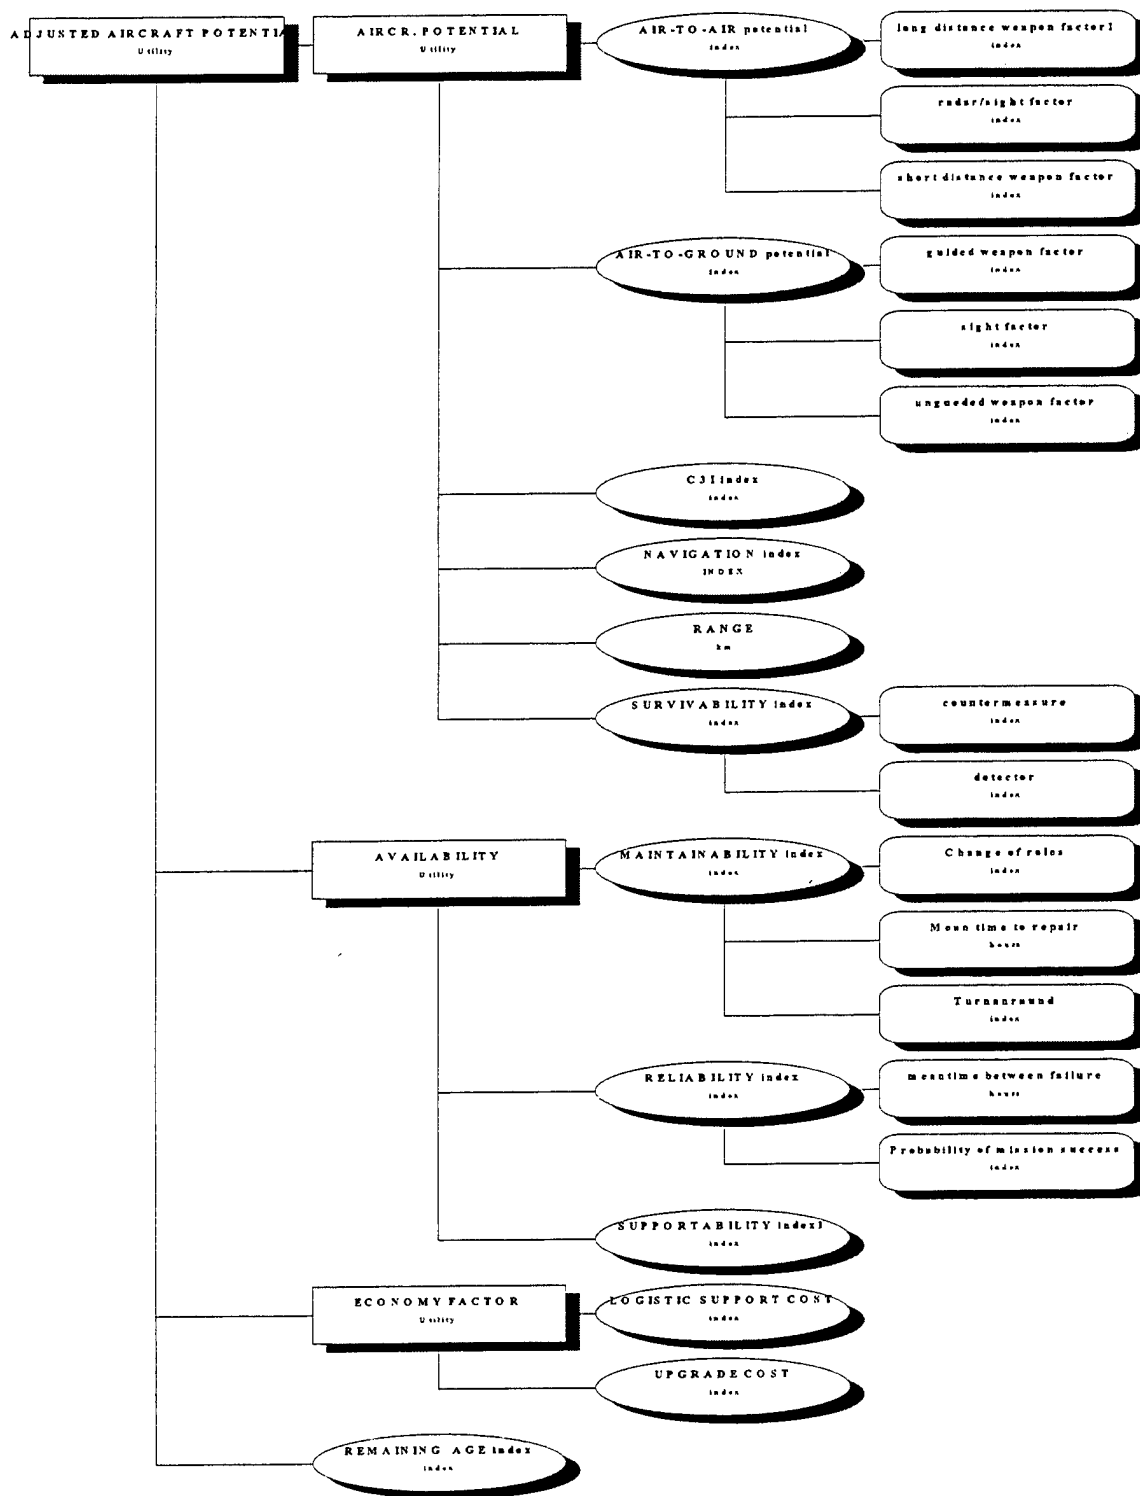 ADJUSTED AIRCRAFT POTENTIA
Utility
AIRCR. POTENTIAL
Utility
AIR-TO-AIR potential
index
long distance weapon factor1
index
radar/sight factor
index
short distance weapon factor
index
AIR-TO-GROUND potential
index
guided weapon factor
index
sight factor
index
ungueded weapon factor
index
C3I index
index
NAVIGATION index
INDEX
RANGE
km
SURVIVABILITY index
index
countermeasure
index
detector
index
AVAILABILITY
Utility
MAINTAINABILITY index
index
Change of roles
index
Mean time to repair
hours
Turnanround
index
RELIABILITY index
index
meantime between failure
hours
Probability of mission success
index
SUPPORTABILITY index1
index
ECONOMY FACTOR
Utility
LOGISTIC SUPPORT COST
index
UPGRADE COST
index
REMAINING AGE index
index